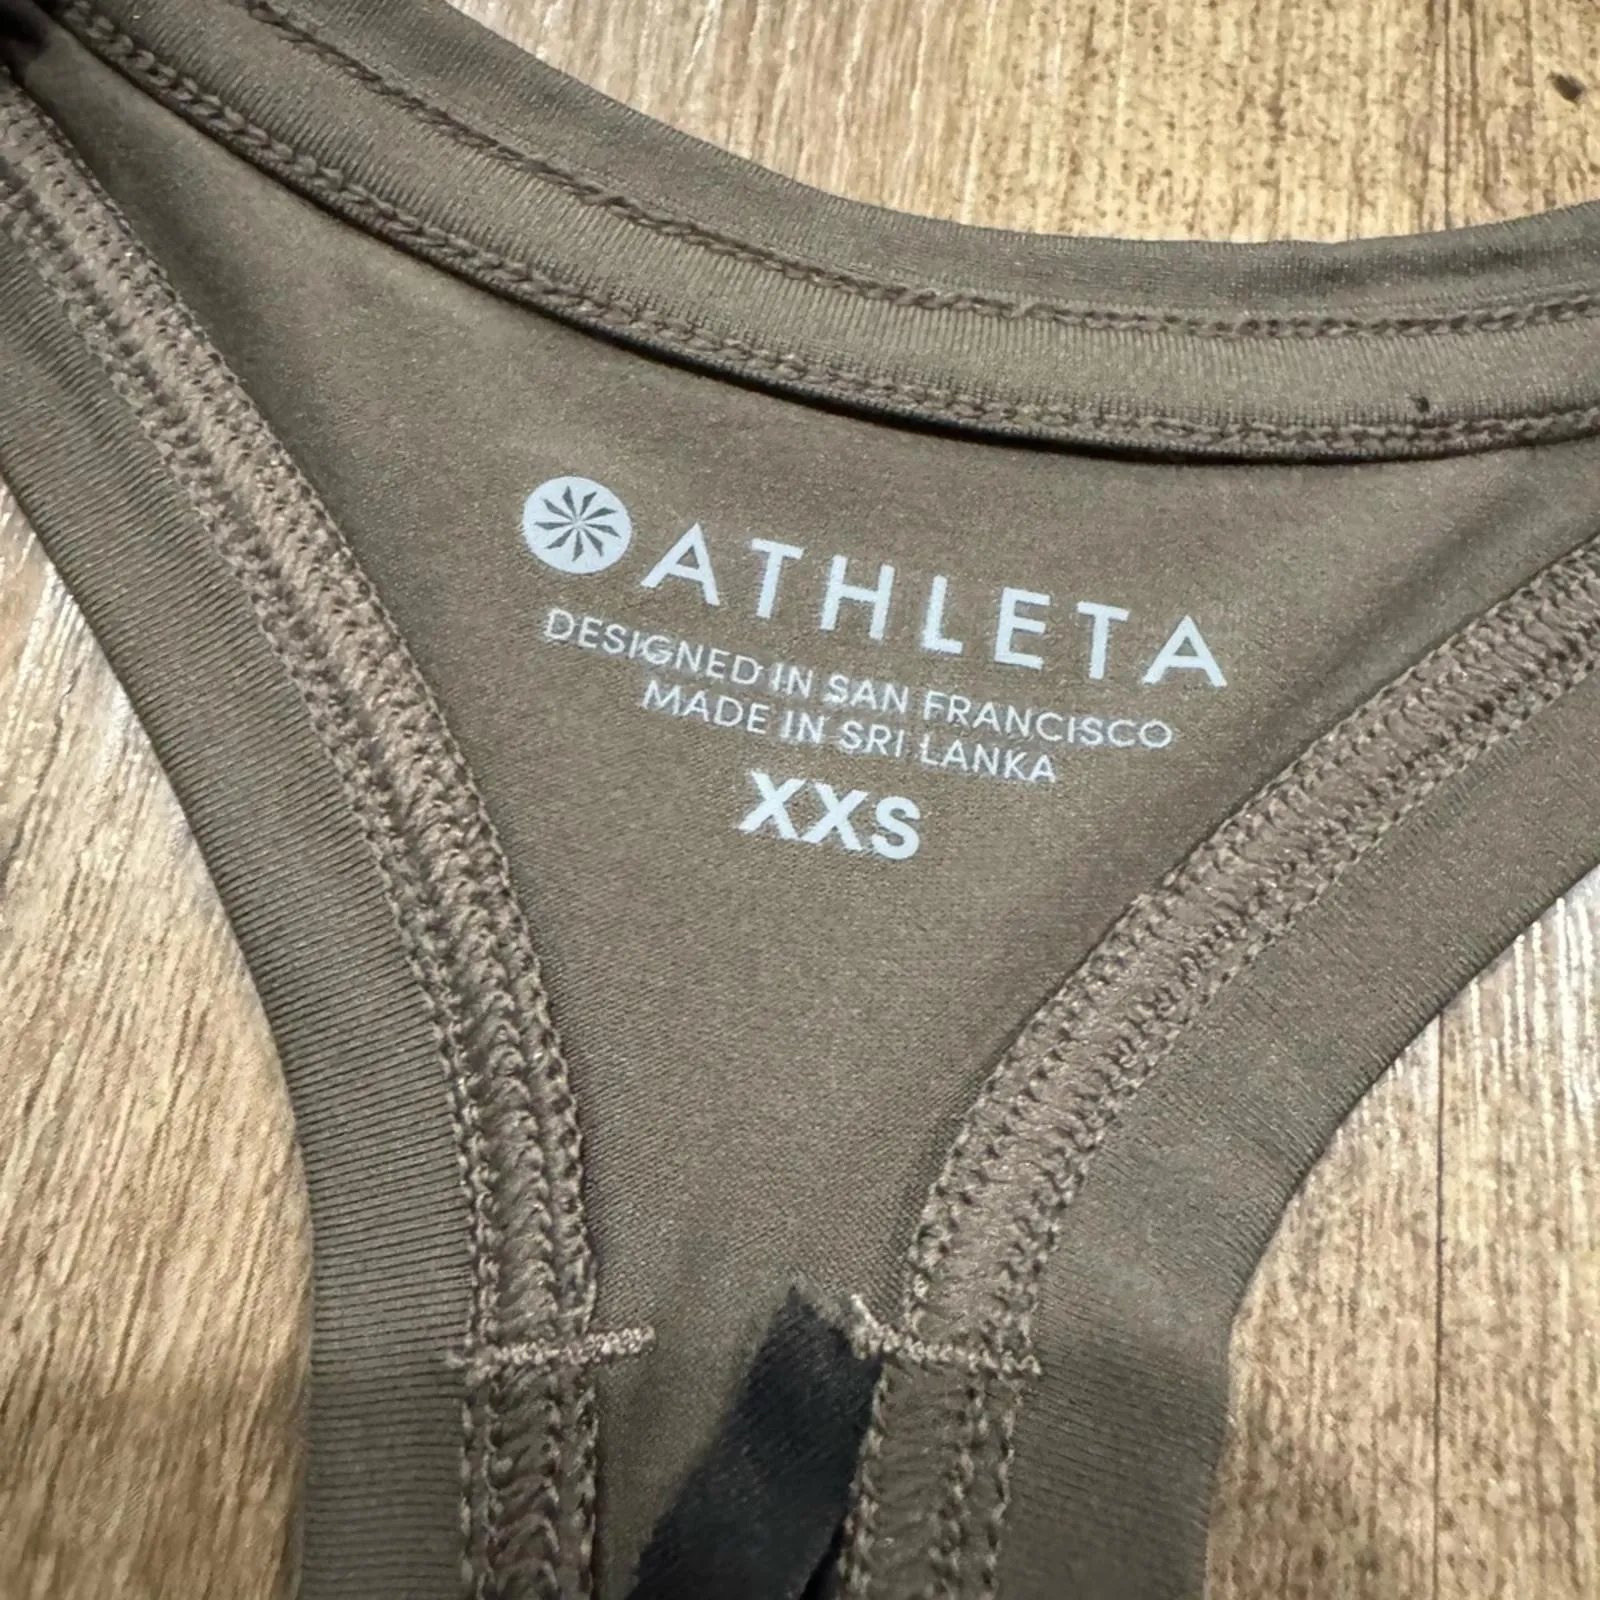 ATHLETA
DESIGNED IN SAN FRANCISCO
MADE IN SRI LANKA
XXS